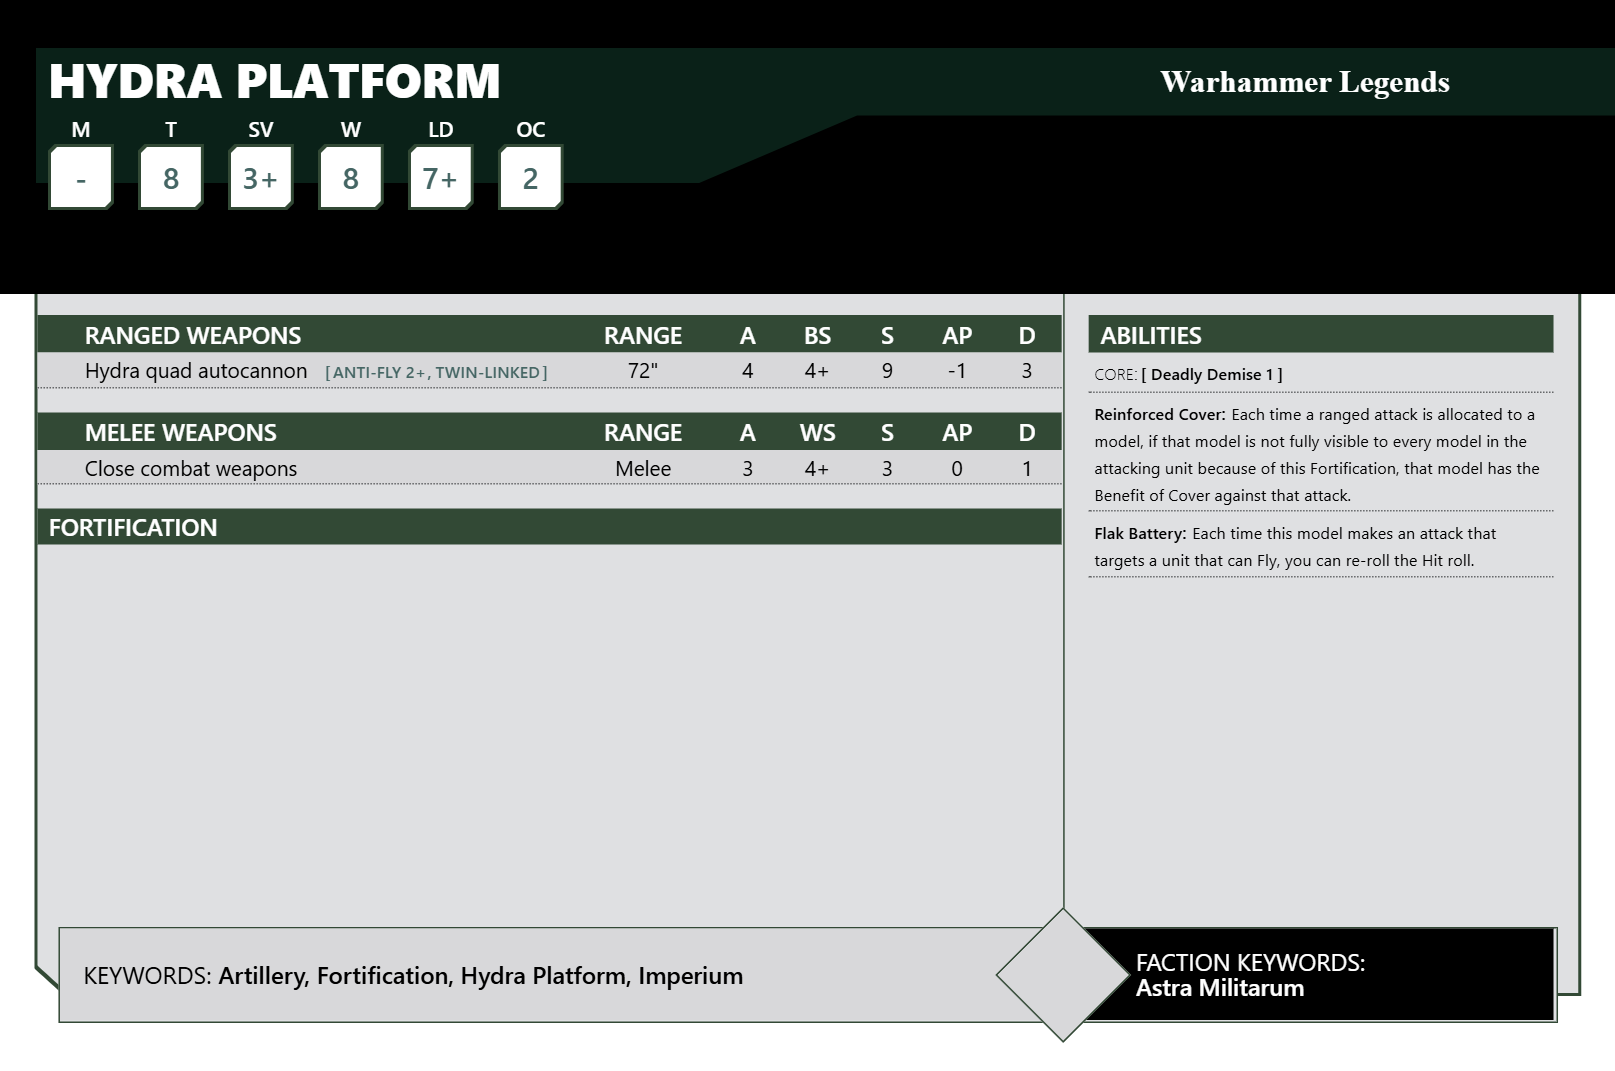 HYDRA PLATFORM
Warhammer Legends
M T SV W LD OC
- 8 3+ 8 7+ 2
RANGED WEAPONS RANGE A BS S AP D
Hydra quad autocannon [ANTI-FLY 2+, TWIN-LINKED] 72" 4 4+ 9 -1 3
MELEE WEAPONS RANGE A WS S AP D
Close combat weapons Melee 3 4+ 3 0 1
FORTIFICATION
ABILITIES
CORE: [ Deadly Demise 1 ]
Reinforced Cover: Each time a ranged attack is allocated to a
model, if that model is not fully visible to every model in the
attacking unit because of this Fortification, that model has the
Benefit of Cover against that attack.
Flak Battery: Each time this model makes an attack that
targets a unit that can Fly, you can re-roll the Hit roll.
KEYWORDS: Artillery, Fortification, Hydra Platform, Imperium
FACTION KEYWORDS:
Astra Militarum